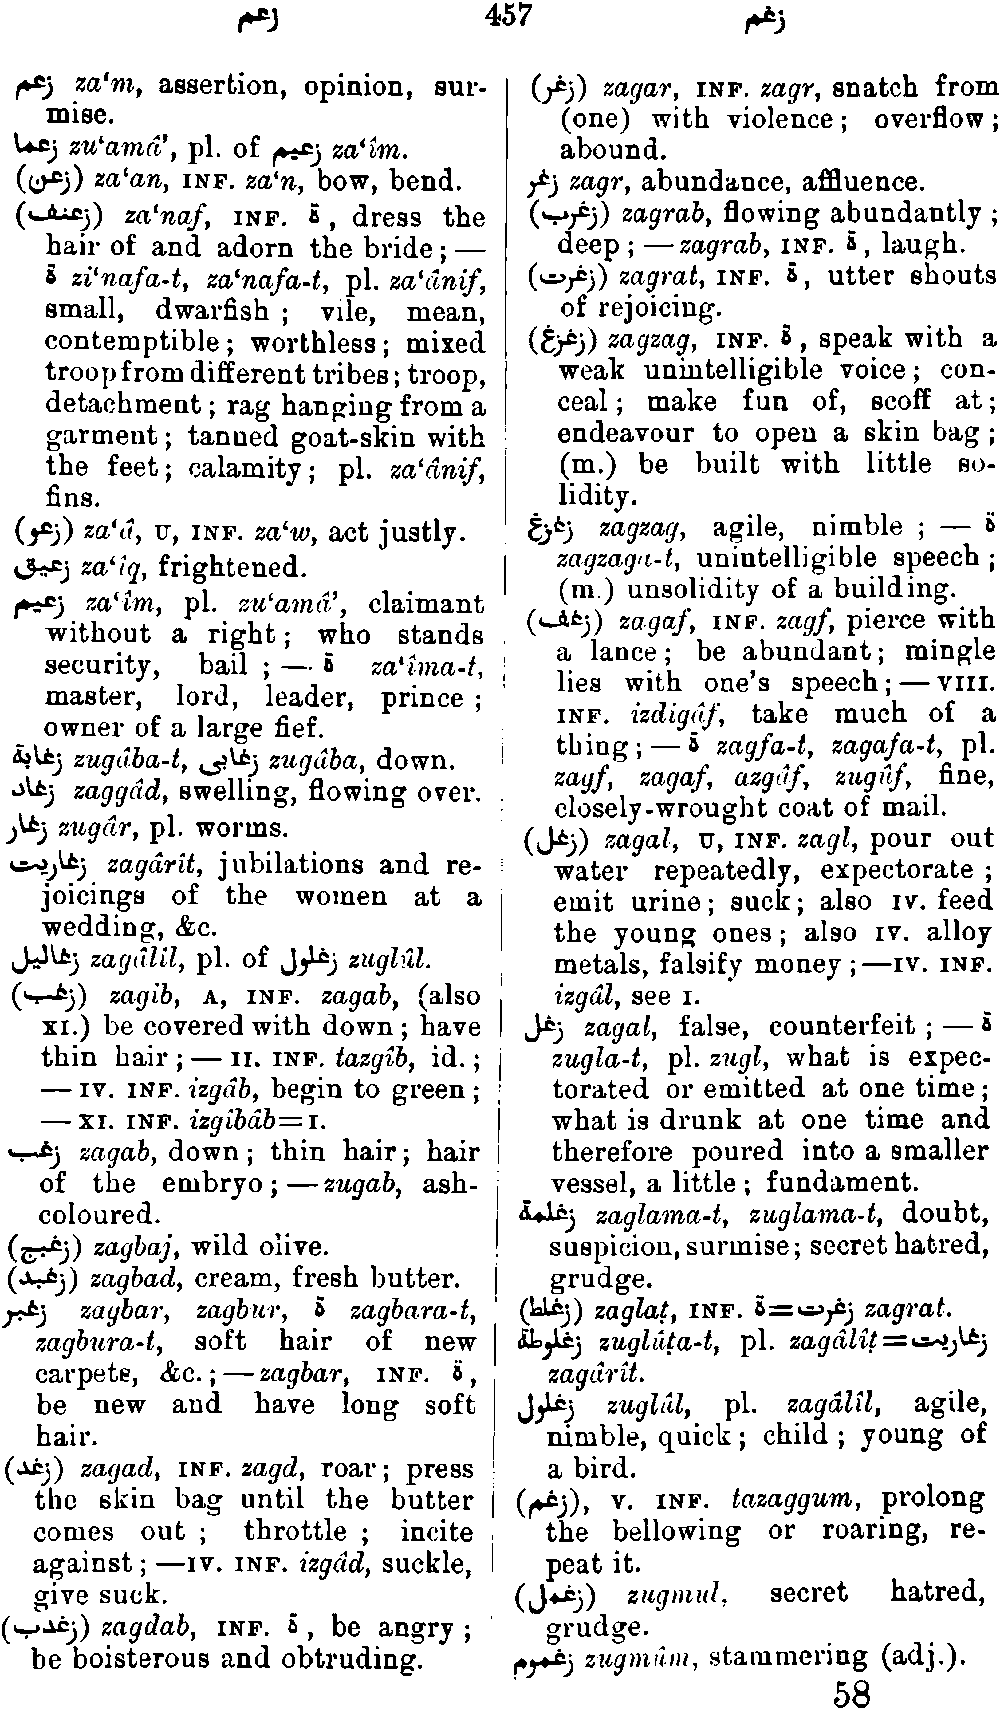 زعم 457 زغم
زعم za‘m, assertion, opinion, sur-
mise.
زعما zu‘amâ’, pl. of زعيم za‘îm.
(زعن) za‘an, INF. za‘n, bow, bend.
(زعنف) za‘naf, INF. ة, dress the
hair of and adorn the bride; —
ة zi‘nafa-t, za‘nafa-t, pl. za‘ânif,
small, dwarfish ; vile, mean,
contemptible; worthless; mixed
troop from different tribes; troop,
detachment; rag hanging from a
garment; tanned goat-skin with
the feet; calamity; pl. za‘ânif,
fins.
(زعو) za‘â, U, INF. za‘w, act justly.
زعيق za‘îq, frightened.
زعيم za‘îm, pl. zu‘amâ’, claimant
without a right; who stands
security, bail ; — ة za‘îma-t,
master, lord, leader, prince ;
owner of a large fief.
زغابة zugâba-t, زغابى zugâba, down.
زغاد zaggâd, swelling, flowing over.
زغار zugâr, pl. worms.
زغاريت zagârît, jubilations and re-
joicings of the women at a
wedding, &c.
زغاليل zagâlîl, pl. of زغلول zuglûl.
(زغب) zagib, A, INF. zagab, (also
XI.) be covered with down; have
thin hair; — II. INF. tazgîb, id.;
— IV. INF. izgâb, begin to green;
— XI. INF. izgîbâb=I.
زغب zagab, down; thin hair; hair
of the embryo; — zugab, ash-
coloured.
(زغبج) zagbaj, wild olive.
(زغبد) zagbad, cream, fresh butter.
زغبر zagbar, zagbur, ة zagbara-t,
zagbura-t, soft hair of new
carpets, &c.; — zagbar, INF. ة,
be new and have long soft
hair.
(زغد) zagad, INF. zagd, roar; press
the skin bag until the butter
comes out ; throttle ; incite
against; —IV. INF. izgâd, suckle,
give suck.
(زغدب) zagdab, INF. ة, be angry ;
be boisterous and obtruding.
(زغر) zagar, INF. zagr, snatch from
(one) with violence; overflow;
abound.
زغر zagr, abundance, affluence.
(زغرب) zagrab, flowing abundantly ;
deep ; — zagrab, INF. ة, laugh.
(زغرت) zagrat, INF. ة, utter shouts
of rejoicing.
(زغزغ) zagzag, INF. ة, speak with a
weak unintelligible voice; con-
ceal; make fun of, scoff at;
endeavour to open a skin bag;
(m.) be built with little so-
lidity.
زغزغ zagzag, agile, nimble ; — ة
zagzaga-t, unintelligible speech ;
(m.) unsolidity of a building.
(زغف) zagaf, INF. zagf, pierce with
a lance; be abundant; mingle
lies with one’s speech; — VIII.
INF. izdigâf, take much of a
thing; — ة zagfa-t, zagafa-t, pl.
zagf, zagaf, azgâf, zugûf, fine,
closely-wrought coat of mail.
(زغل) zagal, U, INF. zagl, pour out
water repeatedly, expectorate ;
emit urine; suck; also IV. feed
the young ones; also IV. alloy
metals, falsify money ;—IV. INF.
izgâl, see I.
زغل zagal, false, counterfeit ; — ة
zugla-t, pl. zugl, what is expec-
torated or emitted at one time;
what is drunk at one time and
therefore poured into a smaller
vessel, a little; fundament.
زغلمة zaglama-t, zuglama-t, doubt,
suspicion, surmise; secret hatred,
grudge.
(زغلط) zaglaṭ, INF. ة=زغرت zagrat.
زغلوطة zuglûṭa-t, pl. zagâlîṭ=زغاريت
zagârît.
زغلول zuglûl, pl. zagâlîl, agile,
nimble, quick; child ; young of
a bird.
(زغم), V. INF. tazaggum, prolong
the bellowing or roaring, re-
peat it.
(زغمل) zugmul, secret hatred,
grudge.
زغموم zugmûm, stammering (adj.).
58